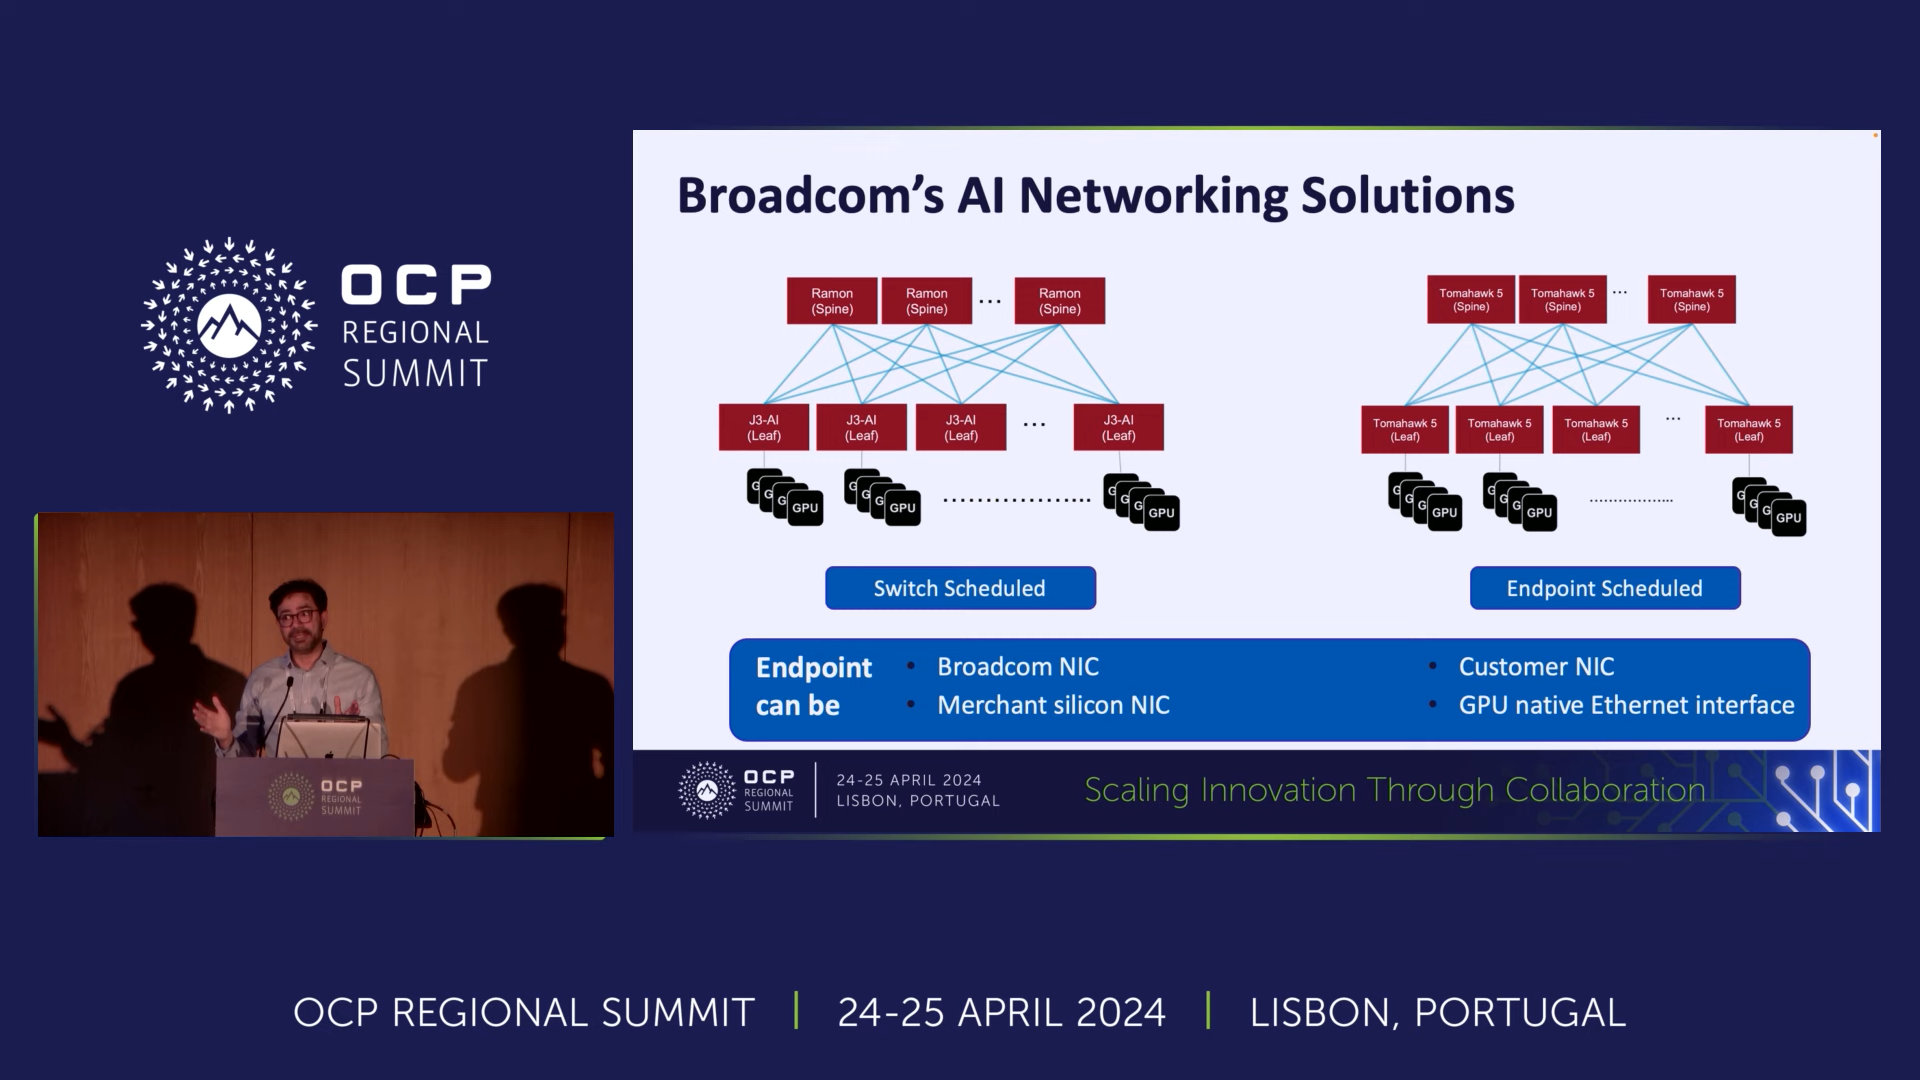 OCP
REGIONAL
SUMMIT
Broadcom's AI Networking Solutions
Ramon
(Spine)
Ramon
(Spine)
...
Ramon
(Spine)
J3-AI
(Leaf)
J3-AI
(Leaf)
J3-AI
(Leaf)
...
J3-AI
(Leaf)
G
G
G
GPU
G
G
G
GPU
.................
G
G
G
GPU
Switch Scheduled
Tomahawk 5
(Spine)
Tomahawk 5
(Spine)
...
Tomahawk 5
(Spine)
Tomahawk 5
(Leaf)
Tomahawk 5
(Leaf)
Tomahawk 5
(Leaf)
...
Tomahawk 5
(Leaf)
G
G
G
GPU
G
G
G
GPU
.................
G
G
G
GPU
Endpoint Scheduled
Endpoint
can be
• Broadcom NIC
• Merchant silicon NIC
• Customer NIC
• GPU native Ethernet interface
OCP
REGIONAL
SUMMIT
24-25 APRIL 2024
LISBON, PORTUGAL
Scaling Innovation Through Collaboration
OCP
REGIONAL
SUMMIT
OCP REGIONAL SUMMIT | 24-25 APRIL 2024 | LISBON, PORTUGAL